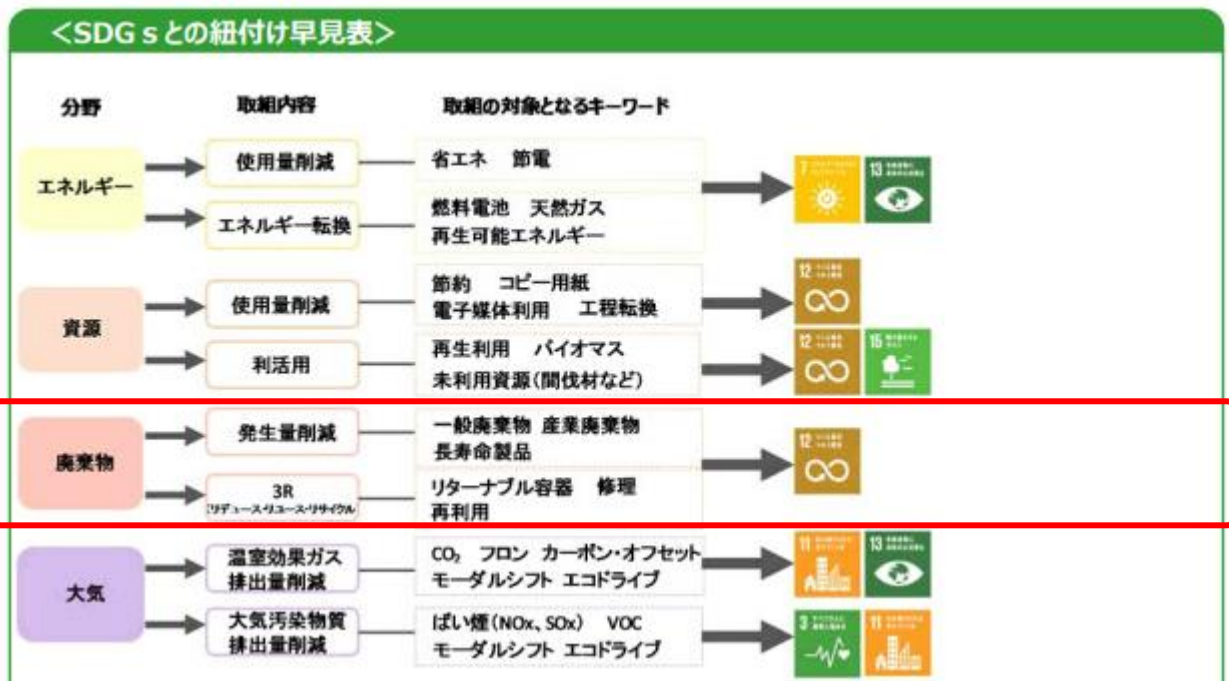 <SDGｓとの紐付け早見表>
分野 取組内容 取組の対象となるキーワード
エネルギー
使用量削減
省エネ 節電
エネルギー転換
燃料電池 天然ガス
再生可能エネルギー
7
13
資源
使用量削減
節約 コピー用紙
電子媒体利用 工程転換
12
利活用
再生利用 バイオマス
未利用資源(間伐材など)
12
15
廃棄物
発生量削減
一般廃棄物 産業廃棄物
長寿命製品
3R
リデュース・リユース・リサイクル
リターナブル容器 修理
再利用
12
大気
温室効果ガス
排出量削減
CO₂ フロン カーボン・オフセット
モーダルシフト エコドライブ
11
13
大気汚染物質
排出量削減
ばい煙(NOx、SOx) VOC
モーダルシフト エコドライブ
3
11